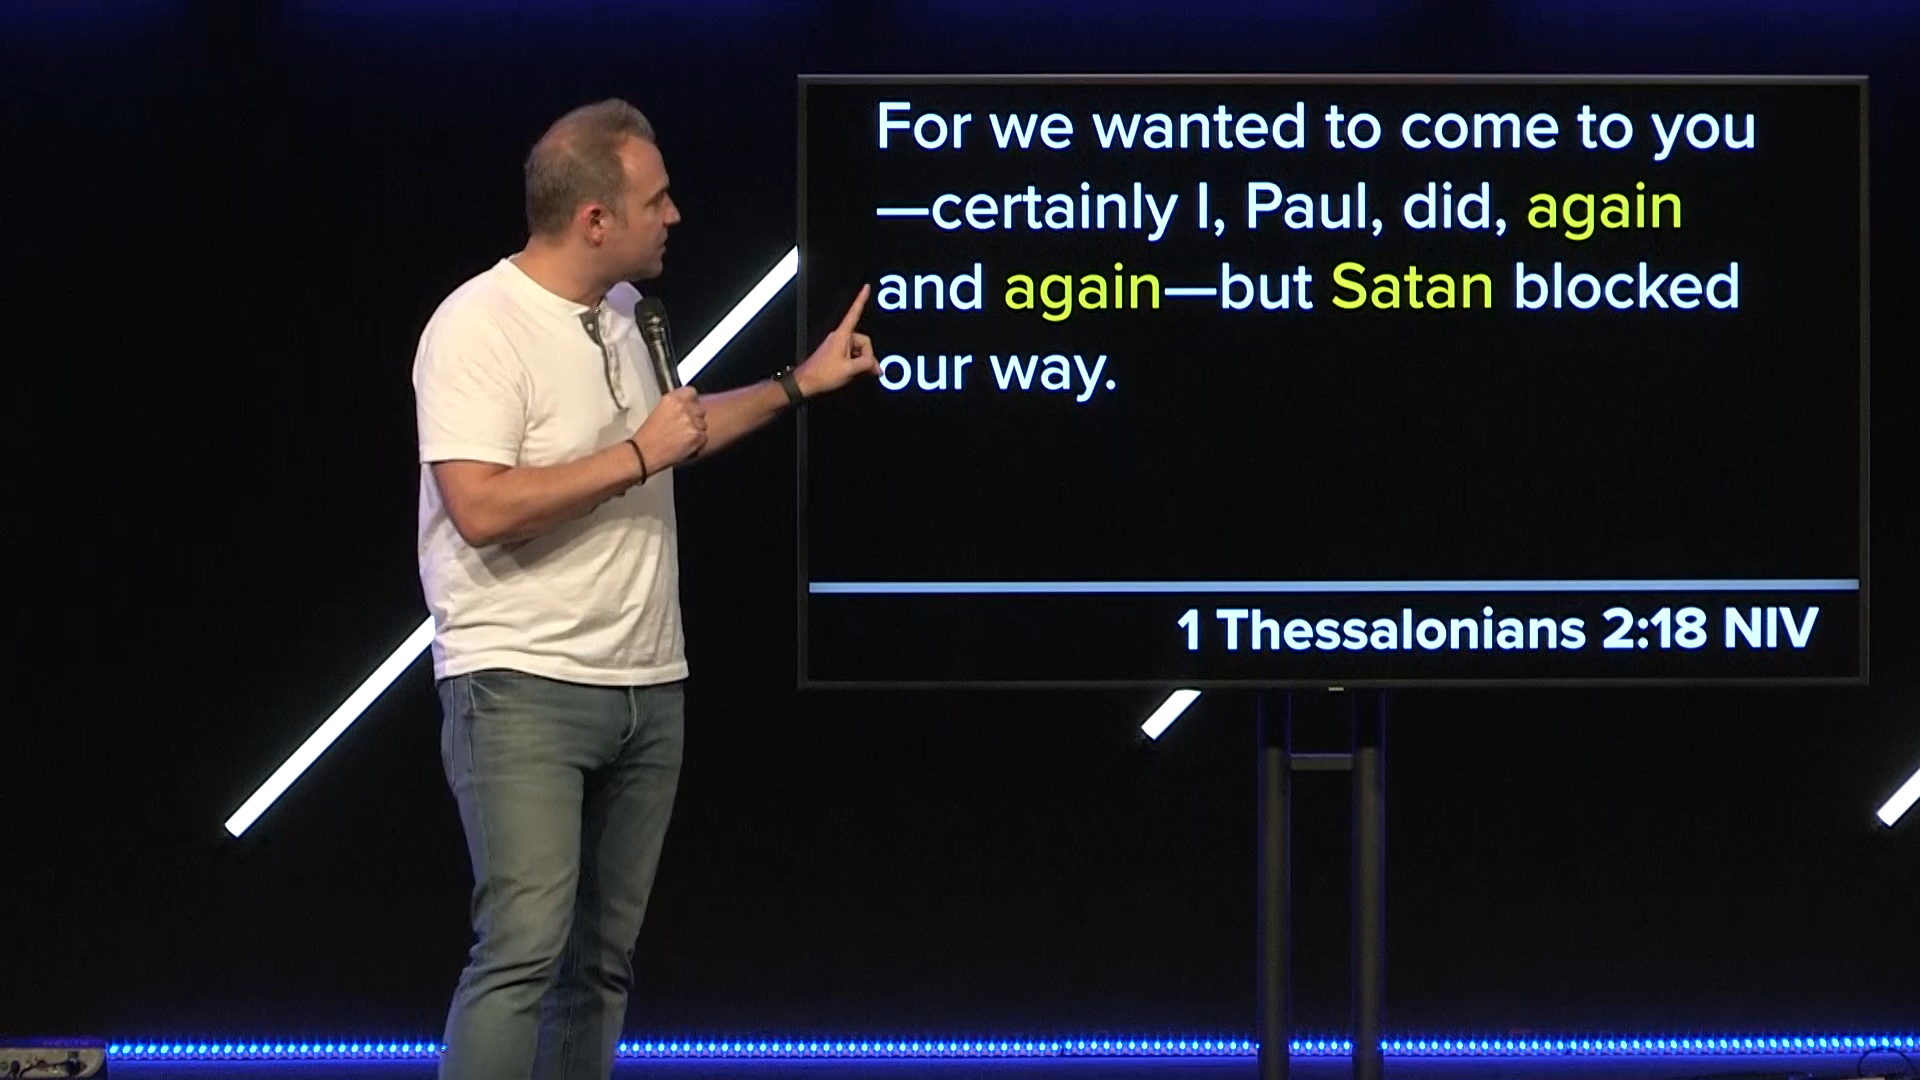 For we wanted to come to you
—certainly I, Paul, did, again
and again—but Satan blocked
our way.
1 Thessalonians 2:18 NIV